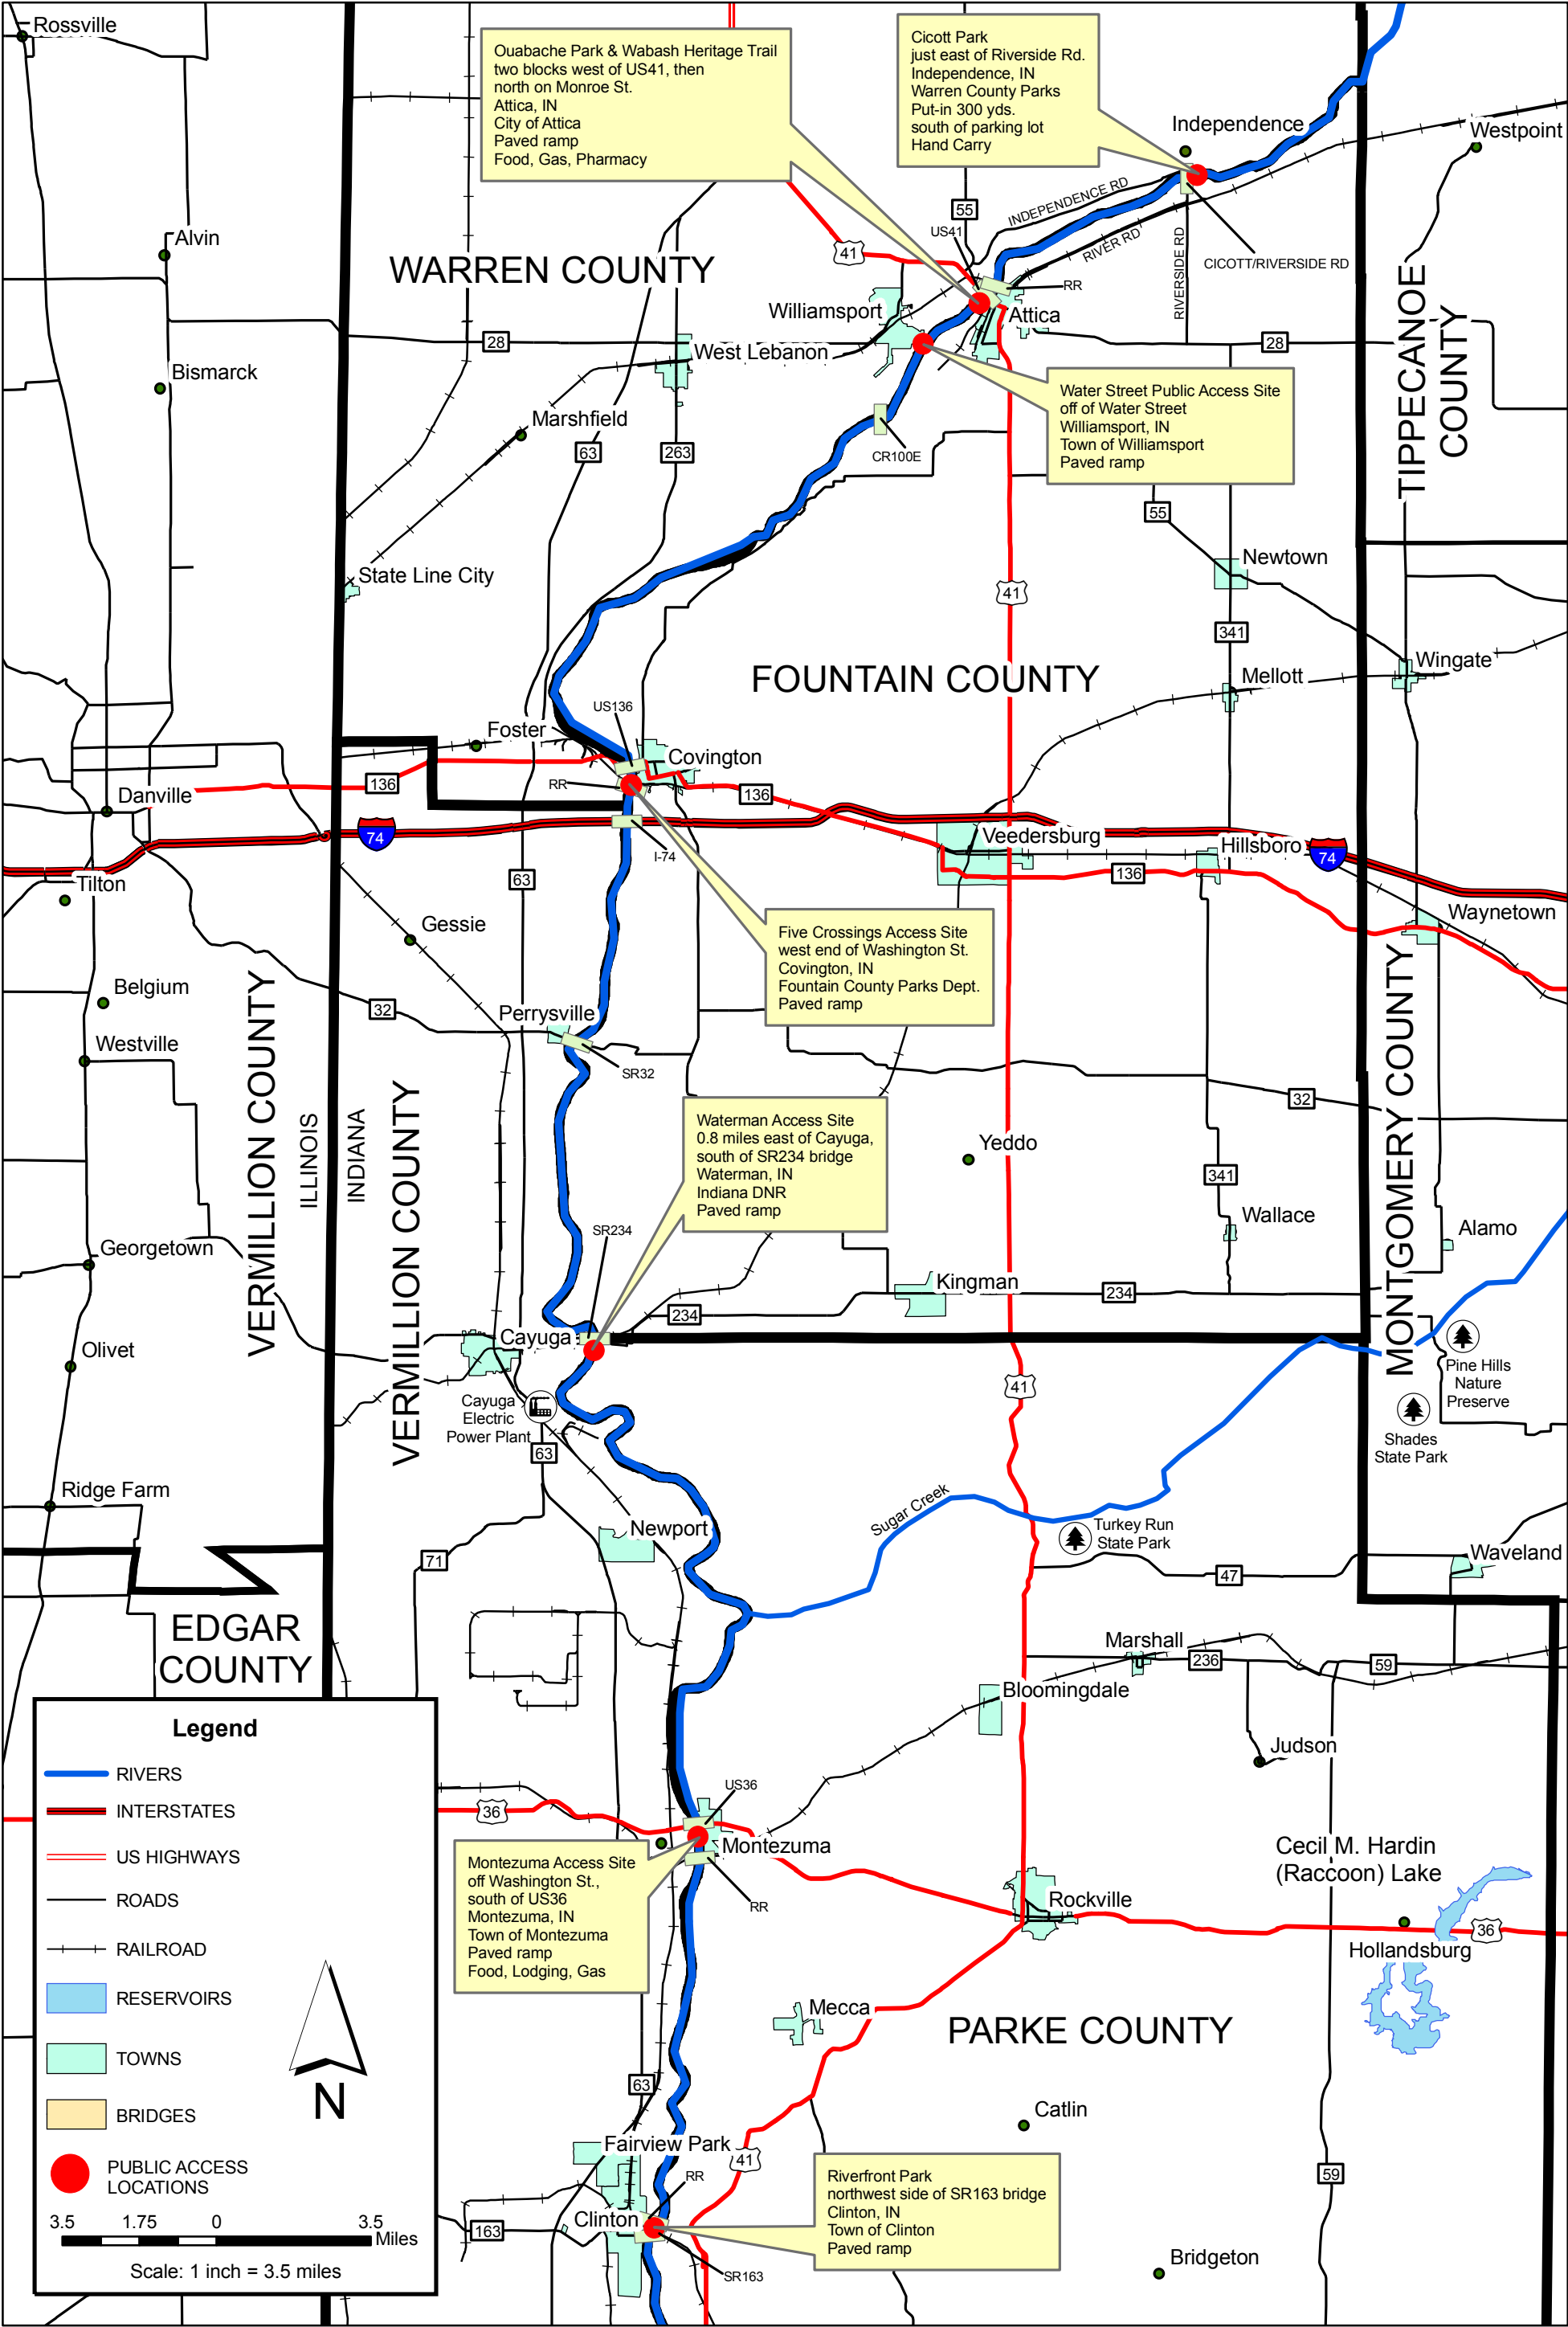 Rossville
Ouabache Park & Wabash Heritage Trail
two blocks west of US41, then
north on Monroe St.
Attica, IN
City of Attica
Paved ramp
Food, Gas, Pharmacy
Cicott Park
just east of Riverside Rd.
Independence, IN
Warren County Parks
Put-in 300 yds.
south of parking lot
Hand Carry
Independence
Westpoint
Alvin
WARREN COUNTY
55
INDEPENDENCE RD
US41
41
RIVER RD
RIVERSIDE RD
CICOTT/RIVERSIDE RD
RR
Williamsport
Attica
TIPPECANOE
COUNTY
28
West Lebanon
28
Bismarck
Water Street Public Access Site
off of Water Street
Williamsport, IN
Town of Williamsport
Paved ramp
Marshfield
63
263
CR100E
55
State Line City
Newtown
41
341
FOUNTAIN COUNTY
Mellott
Wingate
US136
Foster
Covington
RR
136
136
Danville
74
I-74
Veedersburg
Hillsboro
74
136
63
Tilton
Waynetown
Gessie
Five Crossings Access Site
west end of Washington St.
Covington, IN
Fountain County Parks Dept.
Paved ramp
Belgium
32
Perrysville
Westville
SR32
VERMILLION COUNTY
ILLINOIS
INDIANA
VERMILLION COUNTY
MONTGOMERY COUNTY
32
Waterman Access Site
0.8 miles east of Cayuga,
south of SR234 bridge
Waterman, IN
Indiana DNR
Paved ramp
Yeddo
341
Wallace
Alamo
SR234
Georgetown
Kingman
234
234
Cayuga
Olivet
Pine Hills
Nature
Preserve
41
Cayuga
Electric
Power Plant
63
Shades
State Park
Ridge Farm
Sugar Creek
Newport
Turkey Run
State Park
71
47
Waveland
EDGAR
COUNTY
Marshall
236
59
Bloomingdale
Judson
Legend
RIVERS
INTERSTATES
US HIGHWAYS
ROADS
RAILROAD
RESERVOIRS
TOWNS
BRIDGES
PUBLIC ACCESS
LOCATIONS
N
3.5 1.75 0 3.5
Miles
Scale: 1 inch = 3.5 miles
36
US36
Montezuma
Montezuma Access Site
off Washington St.,
south of US36
Montezuma, IN
Town of Montezuma
Paved ramp
Food, Lodging, Gas
RR
Cecil M. Hardin
(Raccoon) Lake
Rockville
36
Hollandsburg
Mecca
PARKE COUNTY
63
Catlin
Fairview Park
41
RR
59
Riverfront Park
northwest side of SR163 bridge
Clinton, IN
Town of Clinton
Paved ramp
Clinton
163
SR163
Bridgeton